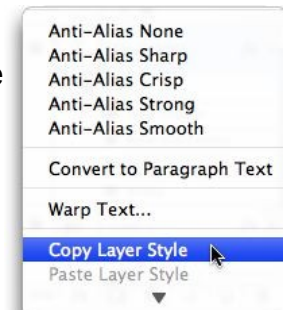 Anti-Alias None
Anti-Alias Sharp
e
Anti-Alias Crisp
Anti-Alias Strong
Anti-Alias Smooth
Convert to Paragraph Text
Warp Text...
Copy Layer Style
Paste Layer Style